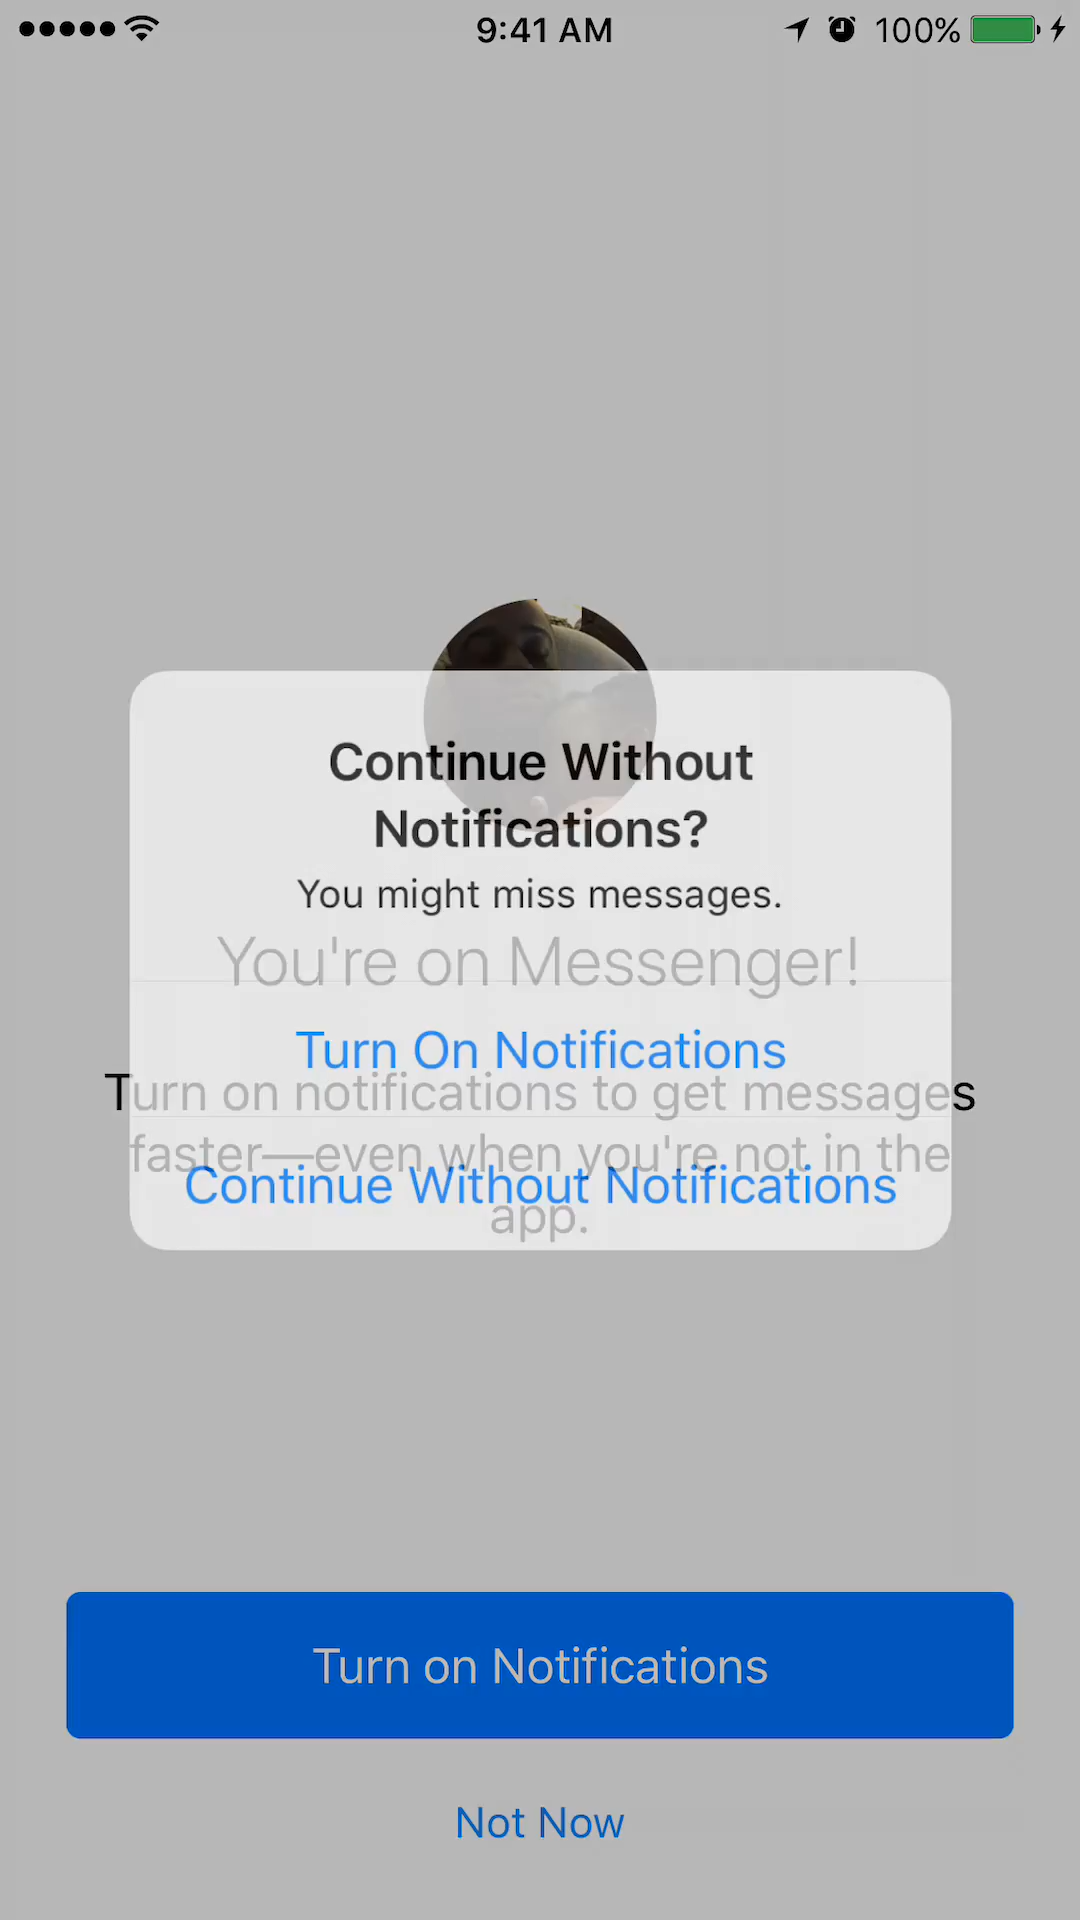 9:41 AM
100%
Continue Without
Notifications?
You might miss messages.
You're on Messenger!
Turn On Notifications
Turn on notifications to get messages
faster—even when you're not in the
Continue Without Notifications
app.
Turn on Notifications
Not Now